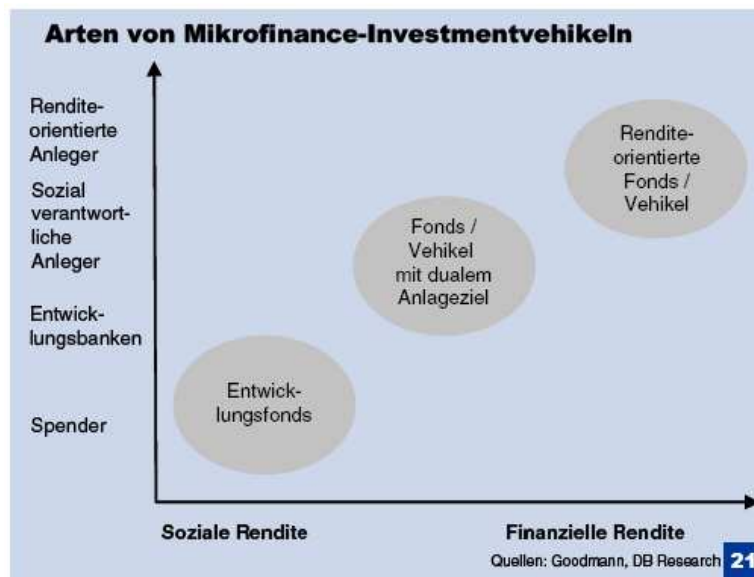 Arten von Mikrofinance-Investmentvehikeln
Rendite-
orientierte
Anleger
Sozial
verantwort-
liche
Anleger
Entwick-
lungsbanken
Spender
Rendite-
orientierte
Fonds /
Vehikel
Fonds /
Vehikel
mit dualem
Anlageziel
Entwick-
lungsfonds
Soziale Rendite
Finanzielle Rendite
Quellen: Goodmann, DB Research
21